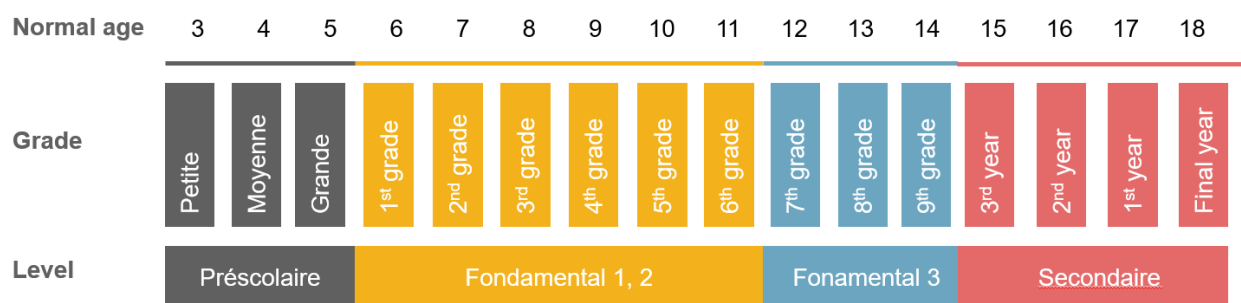 Normal age 3 4 5 6 7 8 9 10 11 12 13 14 15 16 17 18
Grade Petite Moyenne Grande 1st grade 2nd grade 3rd grade 4th grade 5th grade 6th grade 7th grade 8th grade 9th grade 3rd year 2nd year 1st year Final year
Level Préscolaire Fondamental 1, 2 Fonamental 3 Secondaire